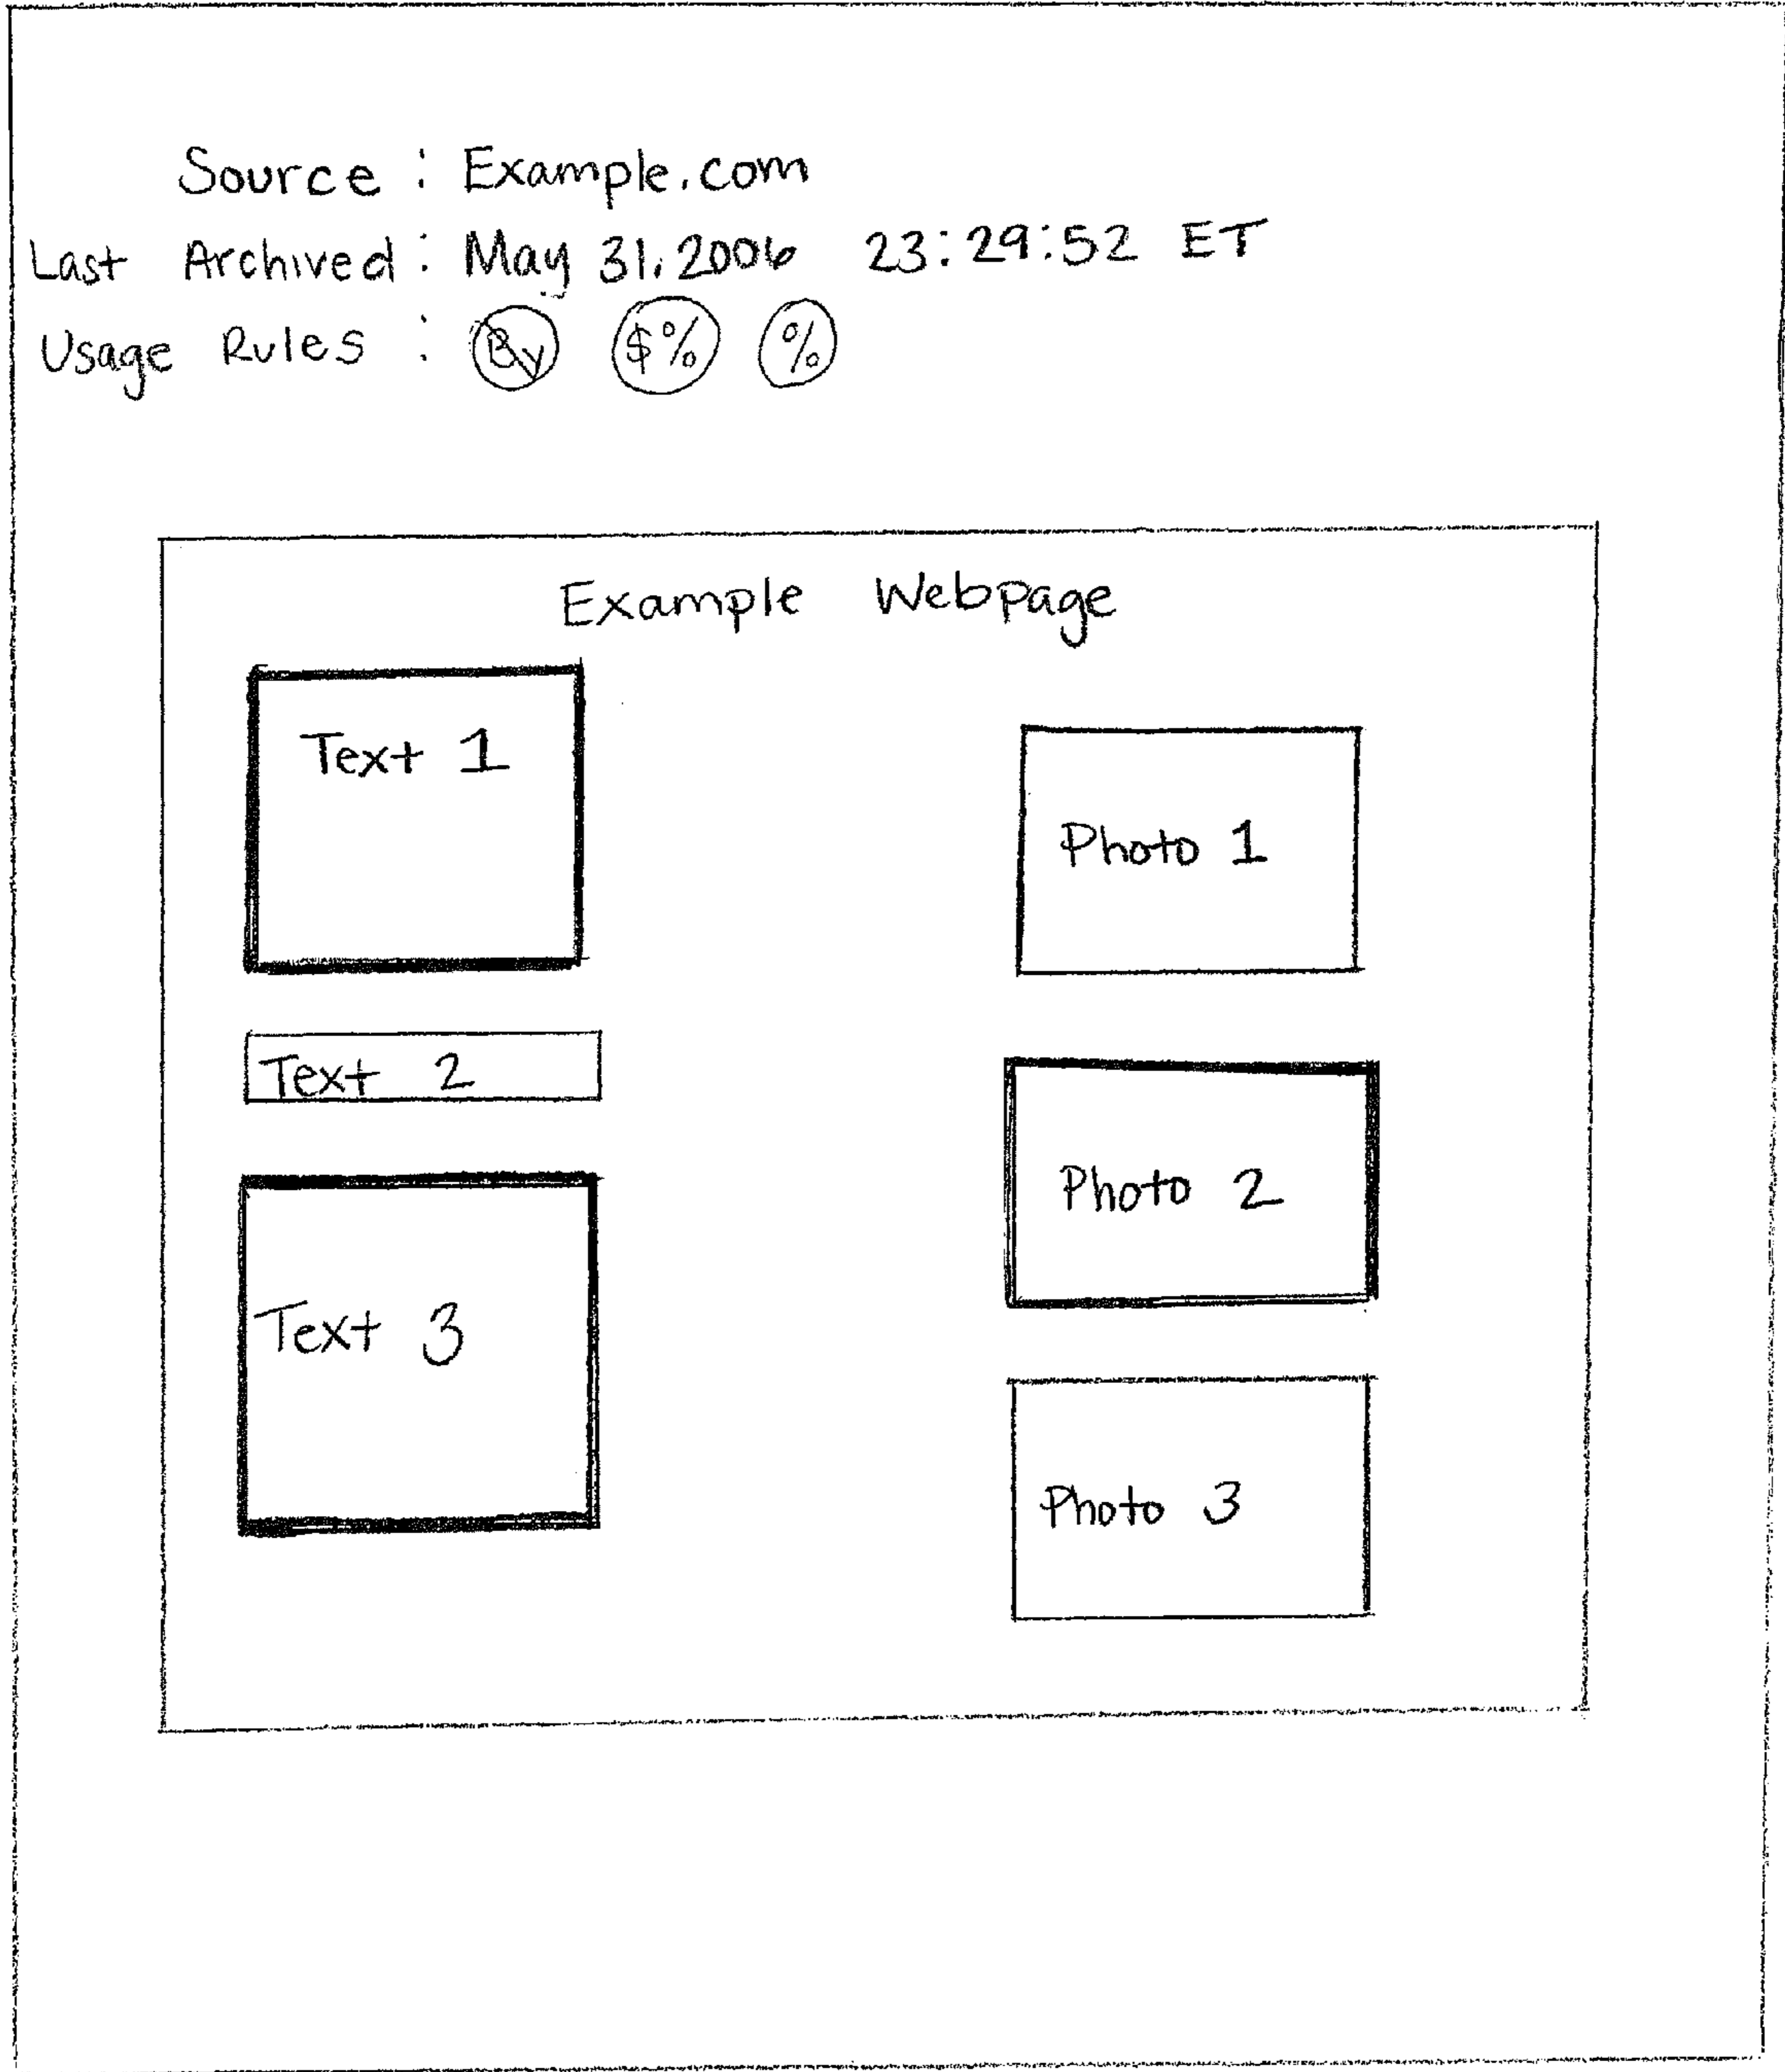 Source : Example.com
Last Archived : May 31, 2006 23:29:52 ET
Usage Rules : By $% %
Example Webpage
Text 1
Text 2
Text 3
Photo 1
Photo 2
Photo 3